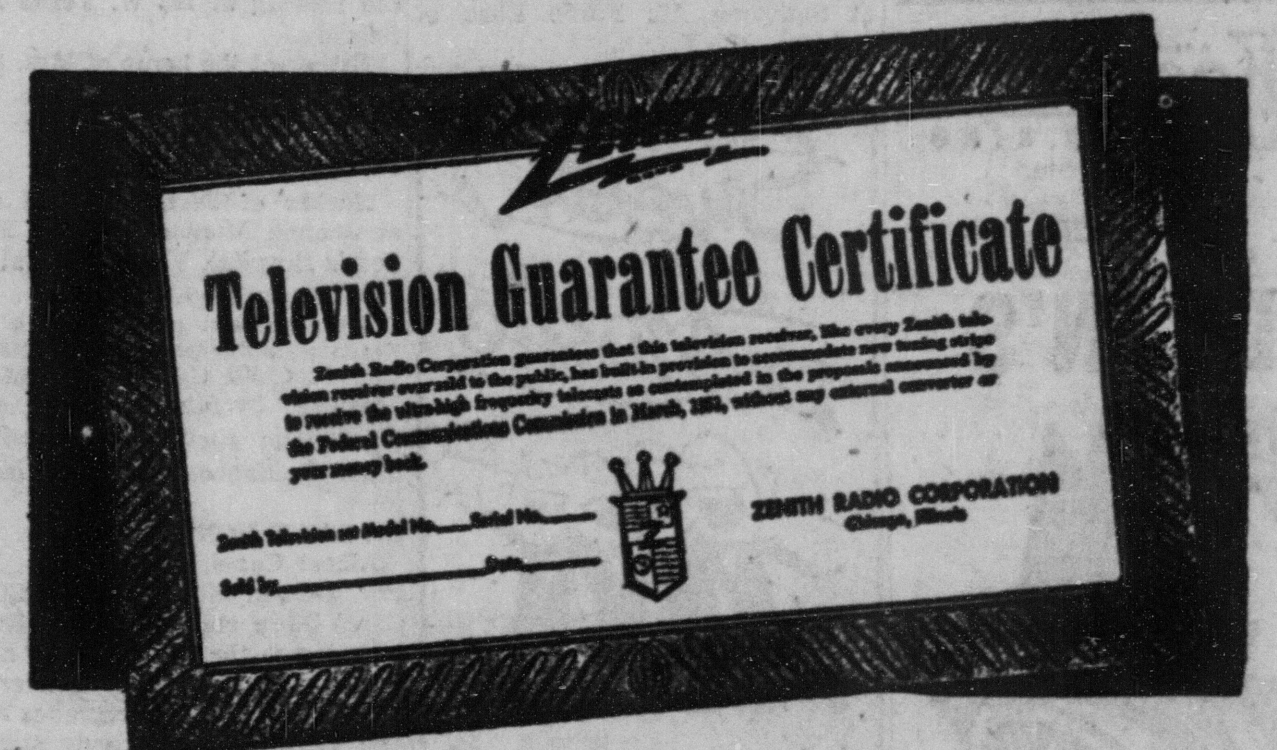 ZENITH
Television Guarantee Certificate
Zenith Radio Corporation guarantees that this television receiver, like every Zenith tele-
vision receiver ever sold to the public, has built-in provision to accommodate new tuning strips
to receive the ultra-high frequency telecasts as contemplated in the proposals announced by
the Federal Communications Commission in March, 1951, without any external converter or
your money back.
Zenith Television set Model No. Serial No.
Sold by Date
Z
ZENITH RADIO CORPORATION
Chicago, Illinois